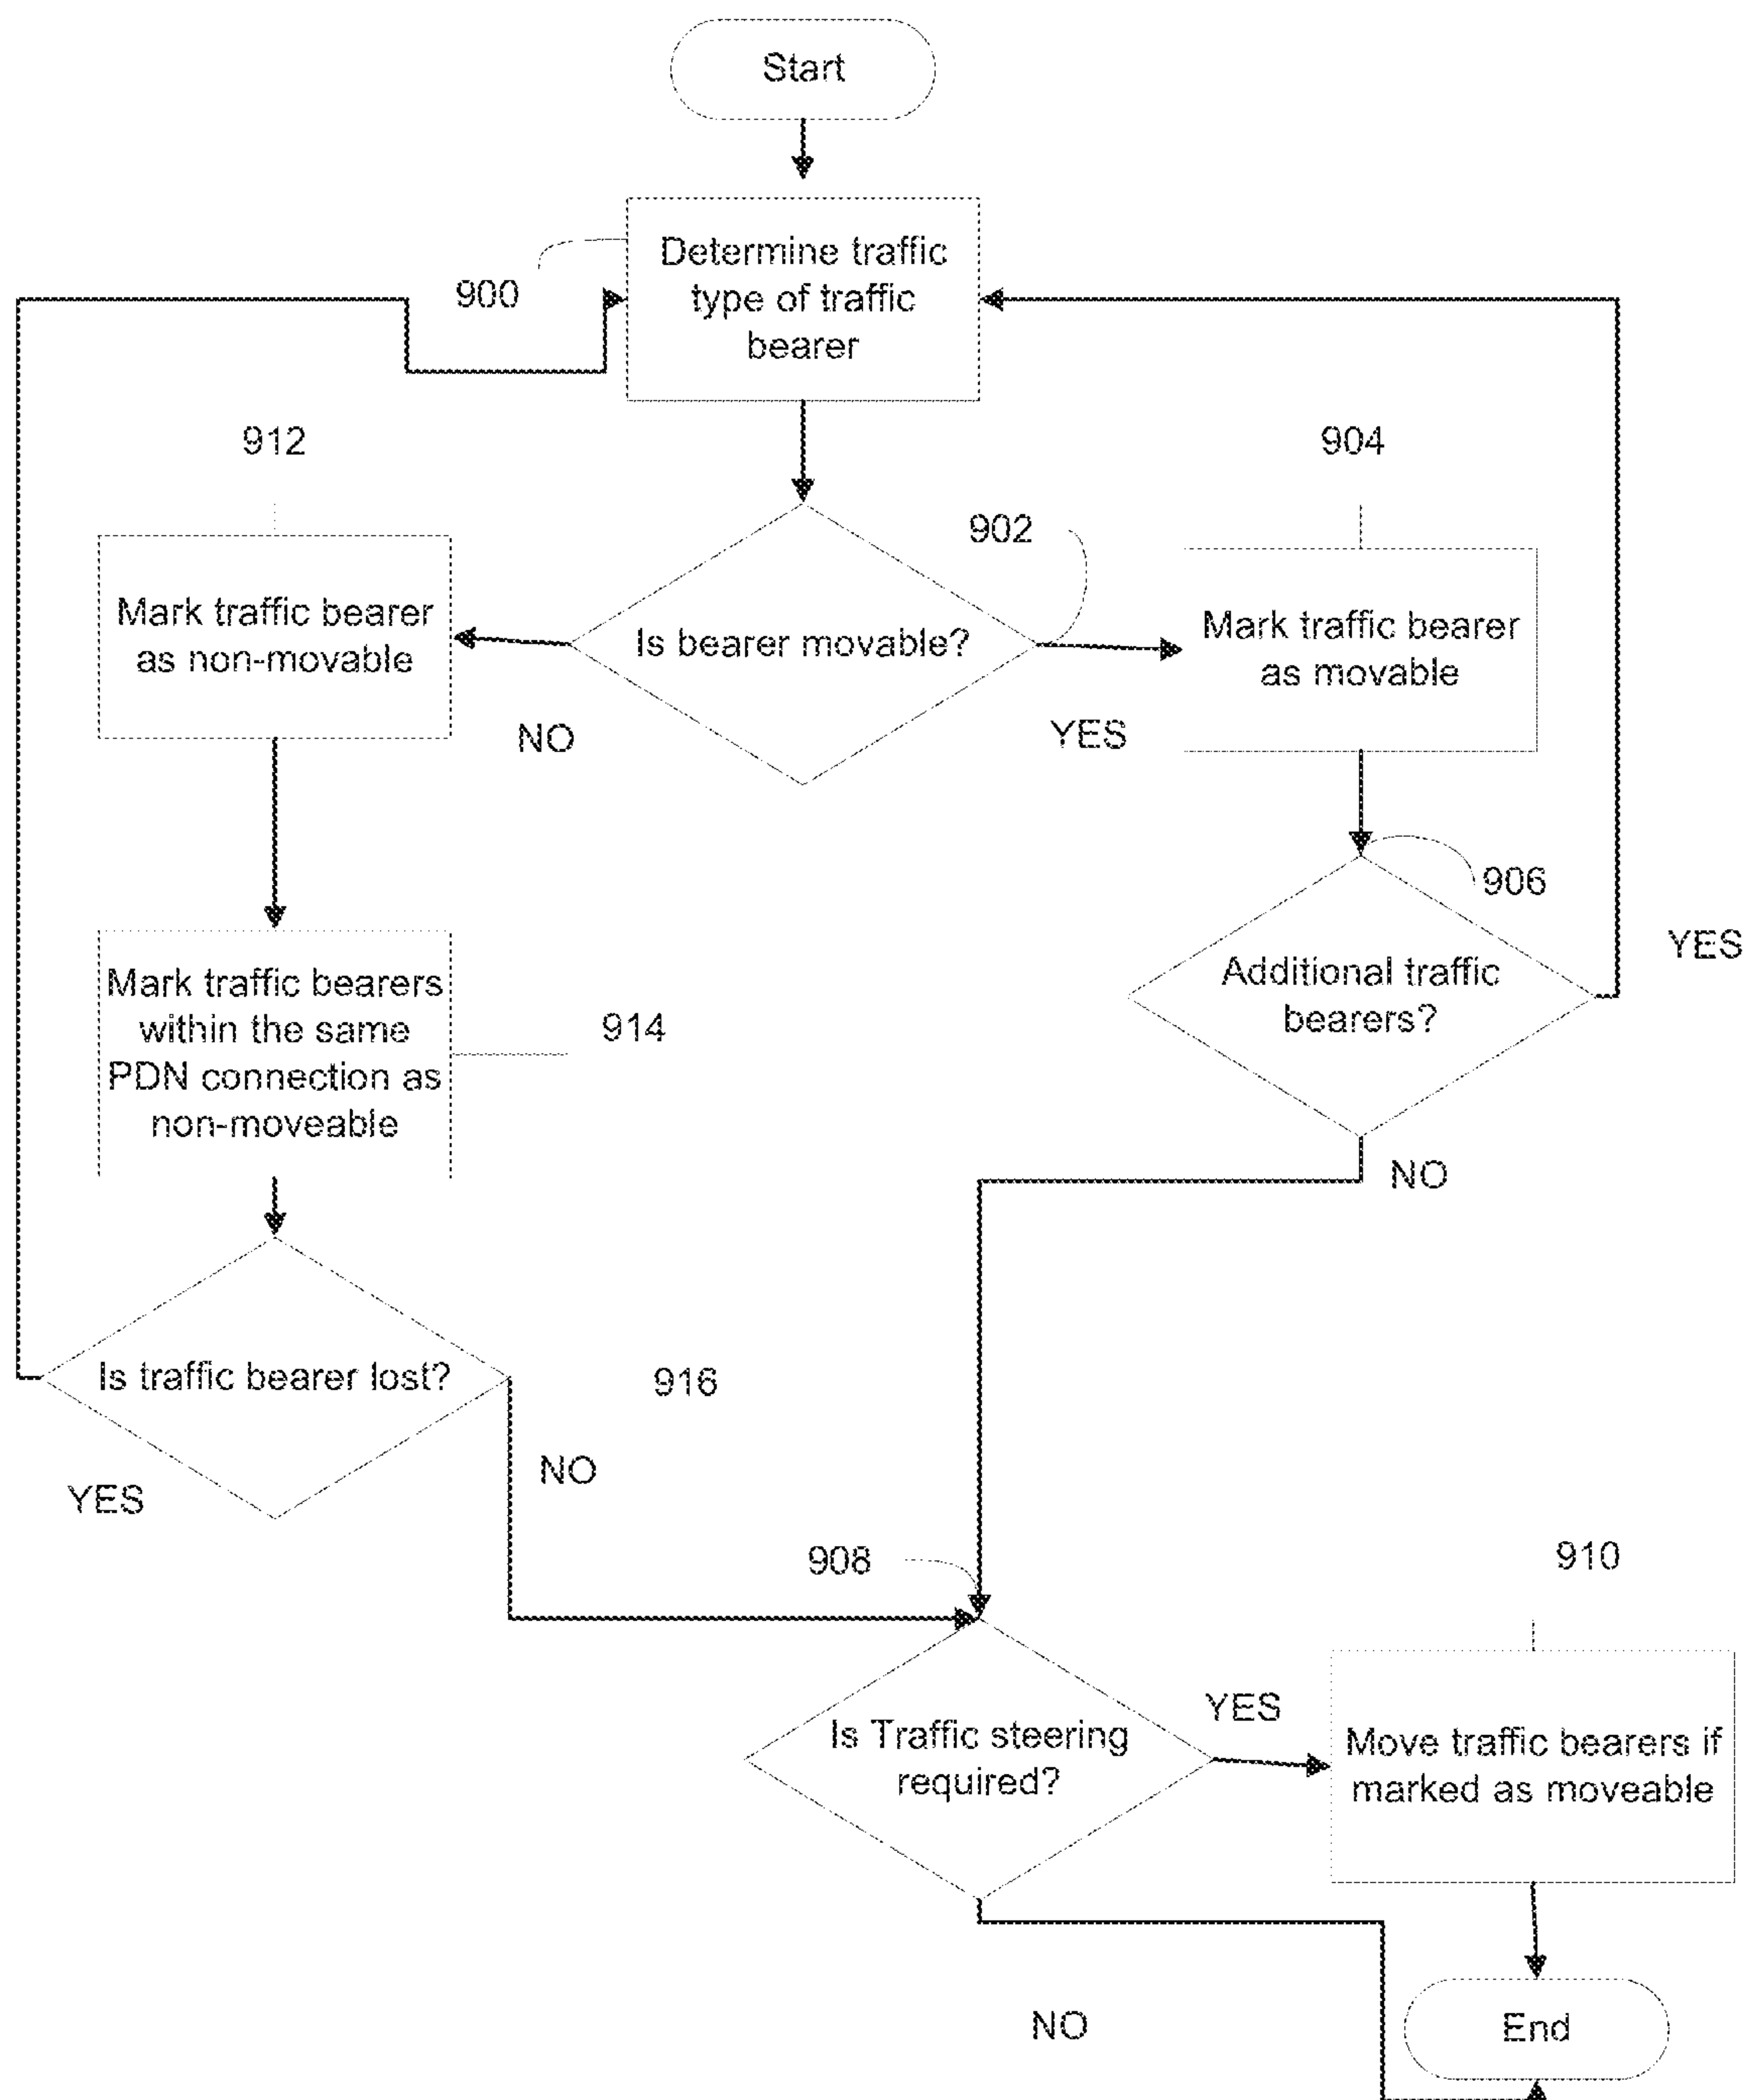 Start
900
Determine traffic
type of traffic
bearer
912
904
902
Mark traffic bearer
as non-movable
Is bearer movable?
Mark traffic bearer
as movable
NO
YES
906
Additional traffic
bearers?
YES
Mark traffic bearers
within the same
PDN connection as
non-moveable
914
NO
Is traffic bearer lost?
916
NO
YES
908
910
Is Traffic steering
required?
YES
Move traffic bearers if
marked as moveable
NO
End